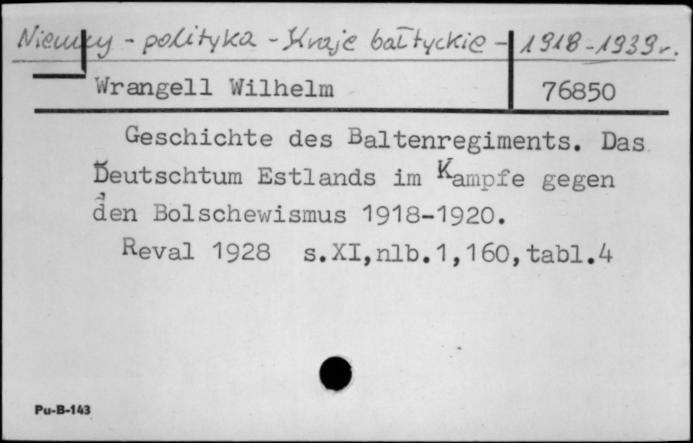 Niemcy - polityka - Kraje bałtyckie - 1918-1939r.
Wrangell Wilhelm 76850
Geschichte des Baltenregiments. Das
Deutschtum Estlands im Kampfe gegen
den Bolschewismus 1918-1920.
Reval 1928 s.XI,nlb.1,160,tabl.4
Pu-B-143